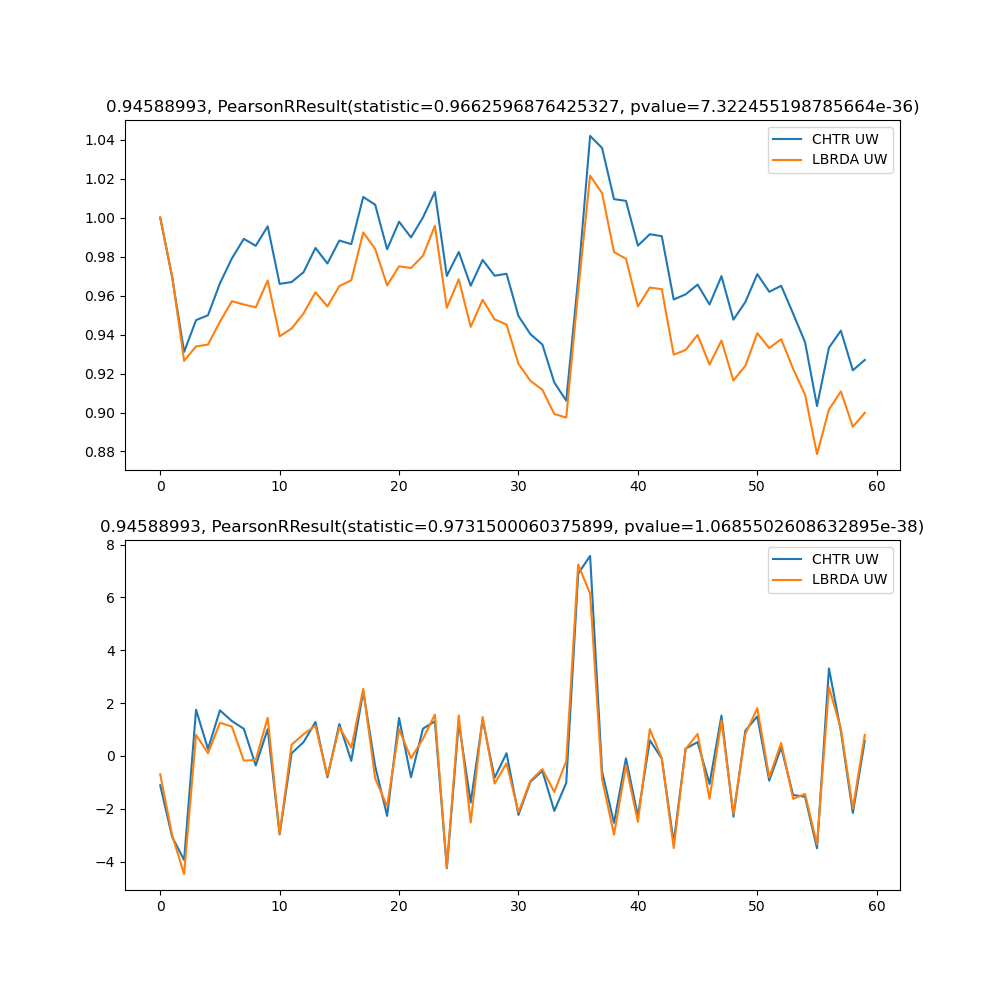 0.94588993, PearsonRResult(statistic=0.9662596876425327, pvalue=7.322455198785664e-36)
CHTR UW
LBRDA UW
1.04
1.02
1.00
0.98
0.96
0.94
0.92
0.90
0.88
0 10 20 30 40 50 60
0.94588993, PearsonRResult(statistic=0.9731500060375899, pvalue=1.0685502608632895e-38)
CHTR UW
LBRDA UW
8
6
4
2
0
−2
−4
0 10 20 30 40 50 60